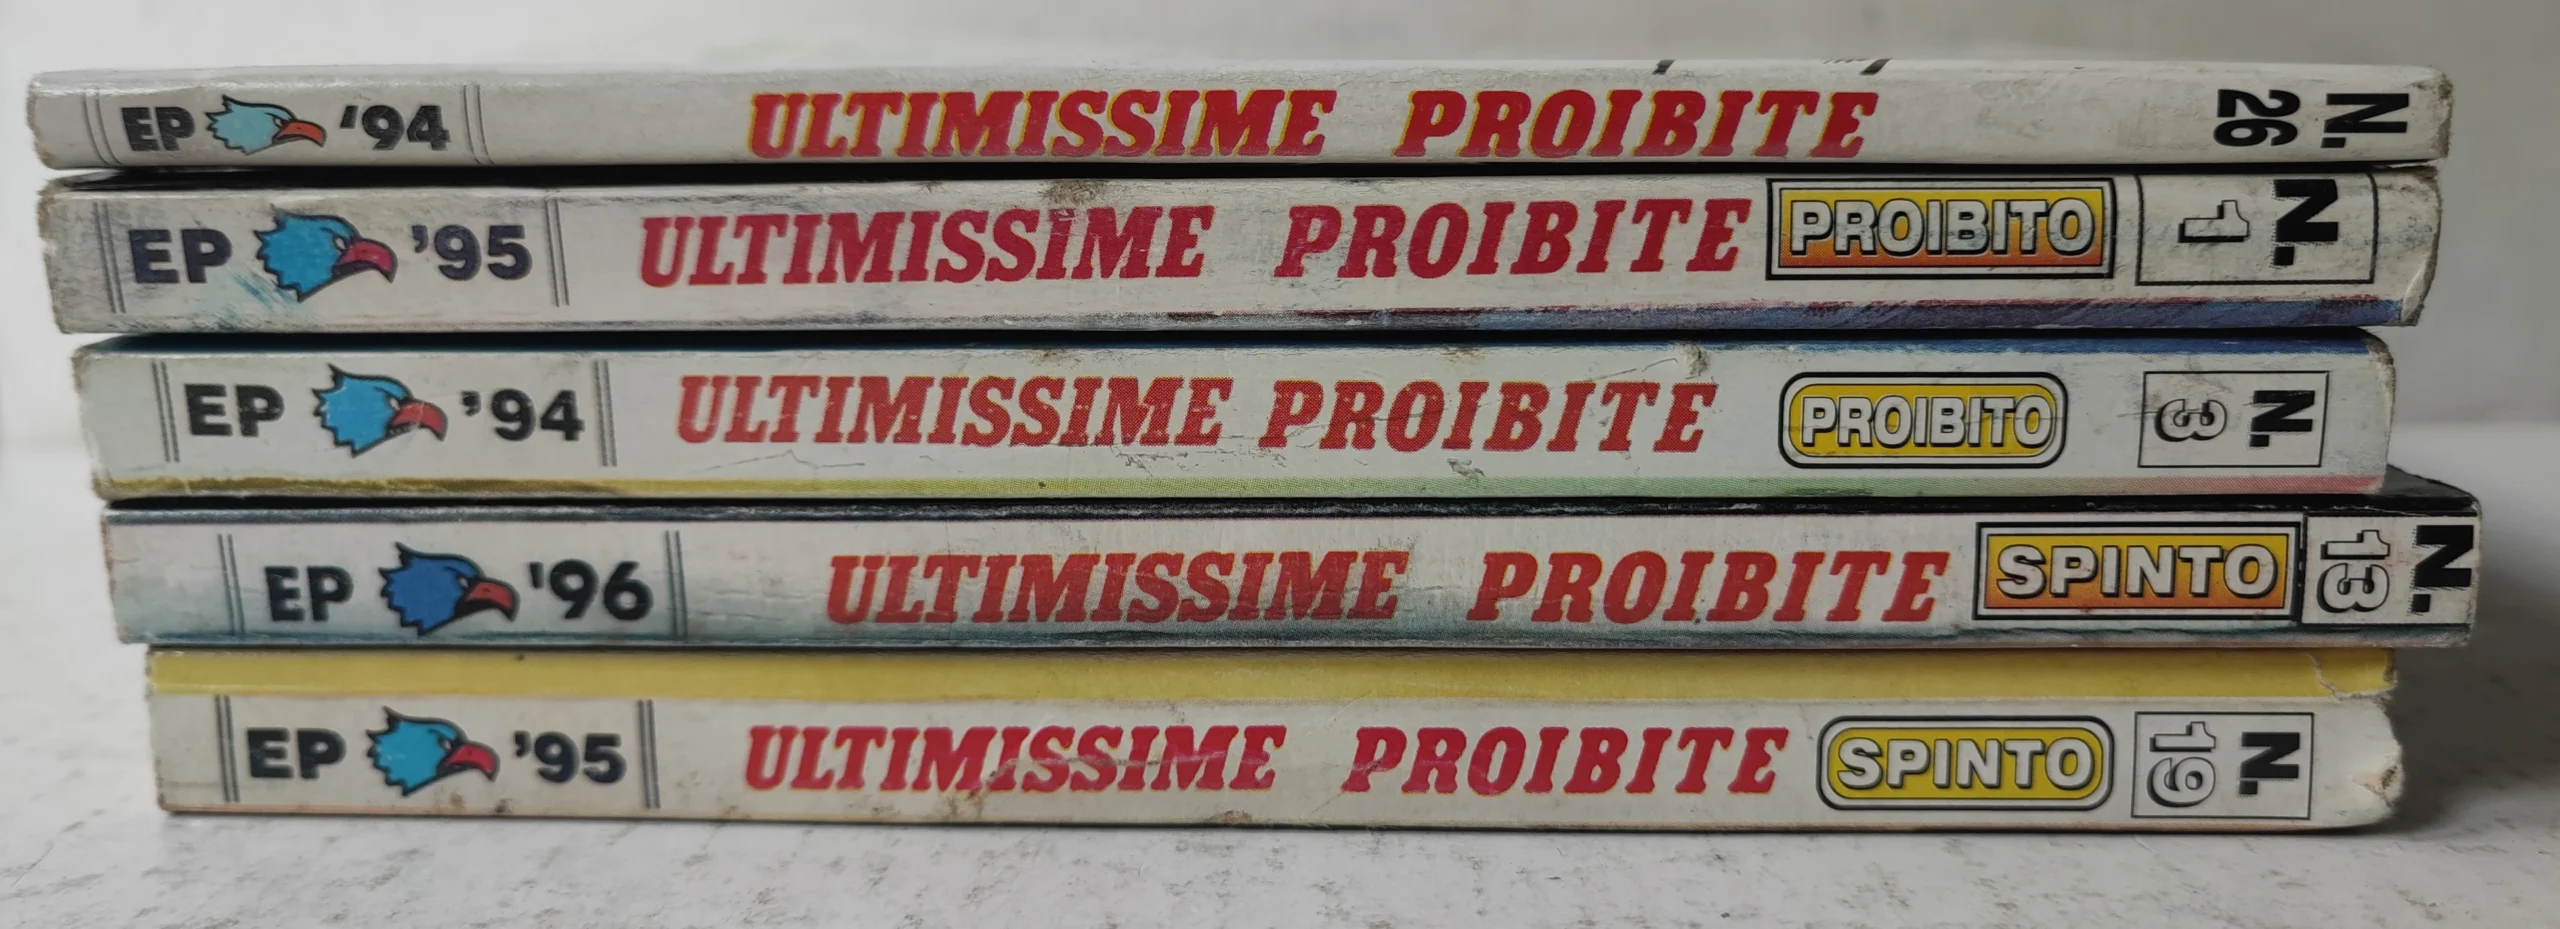 EP '94 ULTIMISSIME PROIBITE N. 26
EP '95 ULTIMISSIME PROIBITE PROIBITO N. 1
EP '94 ULTIMISSIME PROIBITE PROIBITO N. 3
EP '96 ULTIMISSIME PROIBITE SPINTO N. 13
EP '95 ULTIMISSIME PROIBITE SPINTO N. 19